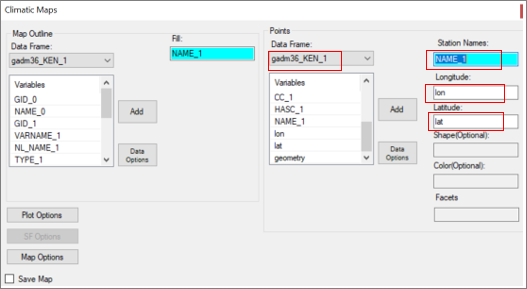 Climatic Maps
Map Outline
Data Frame:
gadm36_KEN_1
Variables
GID_0
NAME_0
GID_1
VARNAME_1
NL_NAME_1
TYPE_1
Add
Data
Options
Fill:
NAME_1
Plot Options
SF Options
Map Options
Save Map
Points
Data Frame:
gadm36_KEN_1
Variables
CC_1
HASC_1
NAME_1
lon
lat
geometry
Add
Data
Options
Station Names:
NAME_1
Longitude:
lon
Latitude:
lat
Shape(Optional):
Color(Optional):
Facets